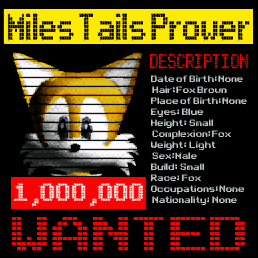 Miles Tails Prower
DESCRIPTION
Date of Birth:None
Hair:Fox Broun
Place of Birth:None
Eyes: Blue
Height: Small
Complexion: Fox
Weight: Light
Sex:Male
Build: Small
Race: Fox
Occupations:None
Nationality: None
1,000,000
WANTED